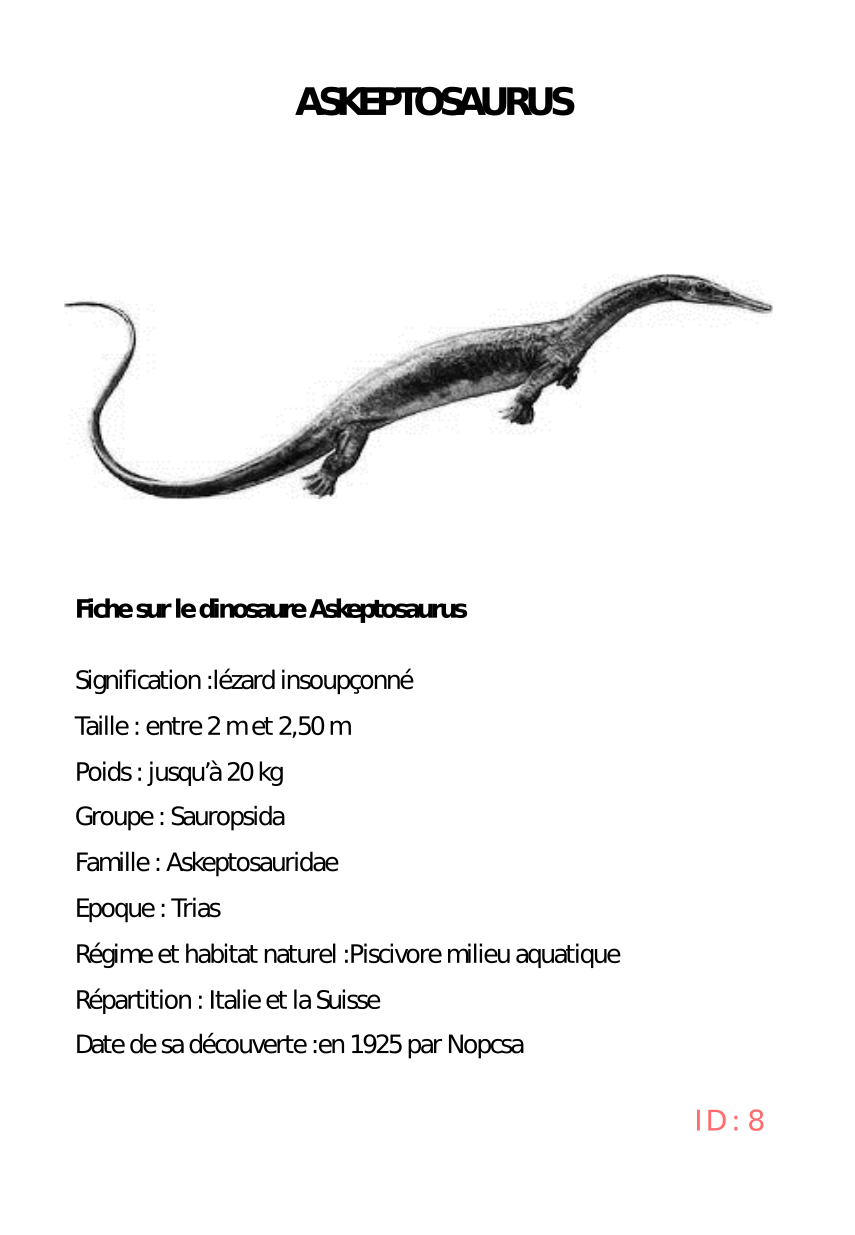 ASKEPTOSAURUS
Fiche sur le dinosaure Askeptosaurus
Signification :lézard insoupçonné
Taille : entre 2 m et 2,50 m
Poids : jusqu’à 20 kg
Groupe : Sauropsida
Famille : Askeptosauridae
Epoque : Trias
Régime et habitat naturel :Piscivore milieu aquatique
Répartition : Italie et la Suisse
Date de sa découverte :en 1925 par Nopcsa
ID : 8